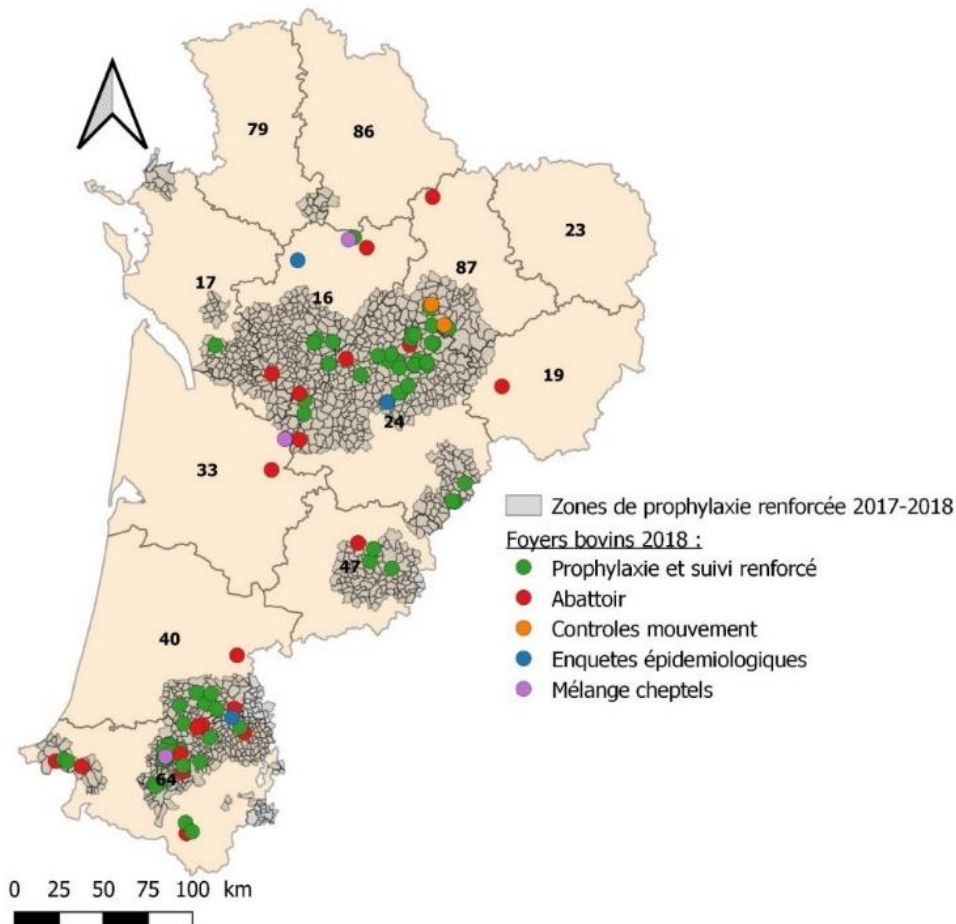 79
86
23
17
87
16
19
24
33
Zones de prophylaxie renforcée 2017-2018
Foyers bovins 2018 :
Prophylaxie et suivi renforcé
47
Abattoir
Controles mouvement
40
Enquetes épidemiologiques
Mélange cheptels
64
0 25 50 75 100 km